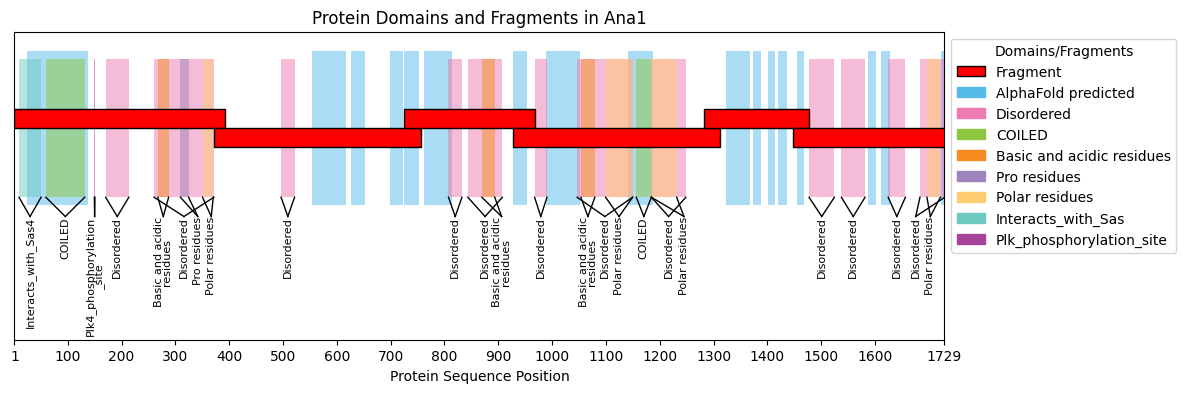 Protein Domains and Fragments in Ana1
Domains/Fragments
Fragment
AlphaFold predicted
Disordered
COILED
Basic and acidic residues
Pro residues
Polar residues
Interacts_with_Sas
Plk_phosphorylation_site
Interacts_with_Sas4
COILED
Plk4_phosphorylation
_site
Disordered
Basic and acidic
residues
Disordered
Pro residues
Polar residues
Disordered
Disordered
Disordered
Basic and acidic
residues
Disordered
Basic and acidic
residues
Disordered
Polar residues
COILED
Disordered
Polar residues
Disordered
Disordered
Disordered
Disordered
Polar residues
1 100 200 300 400 500 600 700 800 900 1000 1100 1200 1300 1400 1500 1600 1729
Protein Sequence Position